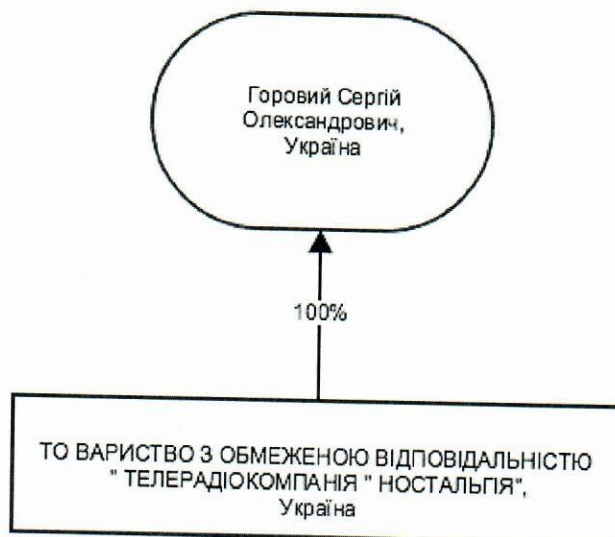 Горовий Сергій
Олександрович,
Україна
100%
ТО ВАРИСТВО З ОБМЕЖЕНОЮ ВІДПОВІДАЛЬНІСТЮ
" ТЕЛЕРАДІОКОМПАНІЯ " НОСТАЛЬГІЯ",
Україна